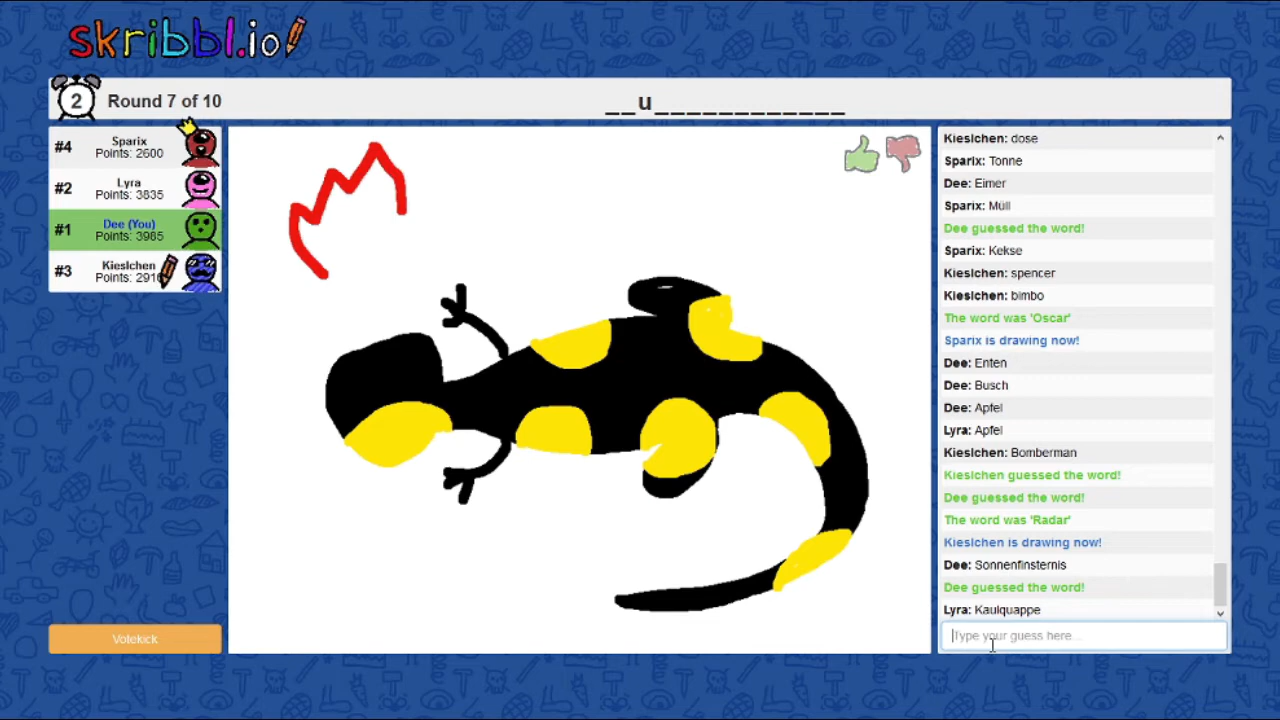 skribbl.io
2
Round 7 of 10
__u____________
#4
Sparix
Points: 2600
#2
Lyra
Points: 3835
#1
Dee (You)
Points: 3985
#3
Kieslchen
Points: 2916
Votekick
Kieslchen: dose
Sparix: Tonne
Dee: Eimer
Sparix: Müll
Dee guessed the word!
Sparix: Kekse
Kieslchen: spencer
Kieslchen: bimbo
The word was 'Oscar'
Sparix is drawing now!
Dee: Enten
Dee: Busch
Dee: Apfel
Lyra: Apfel
Kieslchen: Bomberman
Kieslchen guessed the word!
Dee guessed the word!
The word was 'Radar'
Kieslchen is drawing now!
Dee: Sonnenfinsternis
Dee guessed the word!
Lyra: Kaulquappe
Type your guess here...